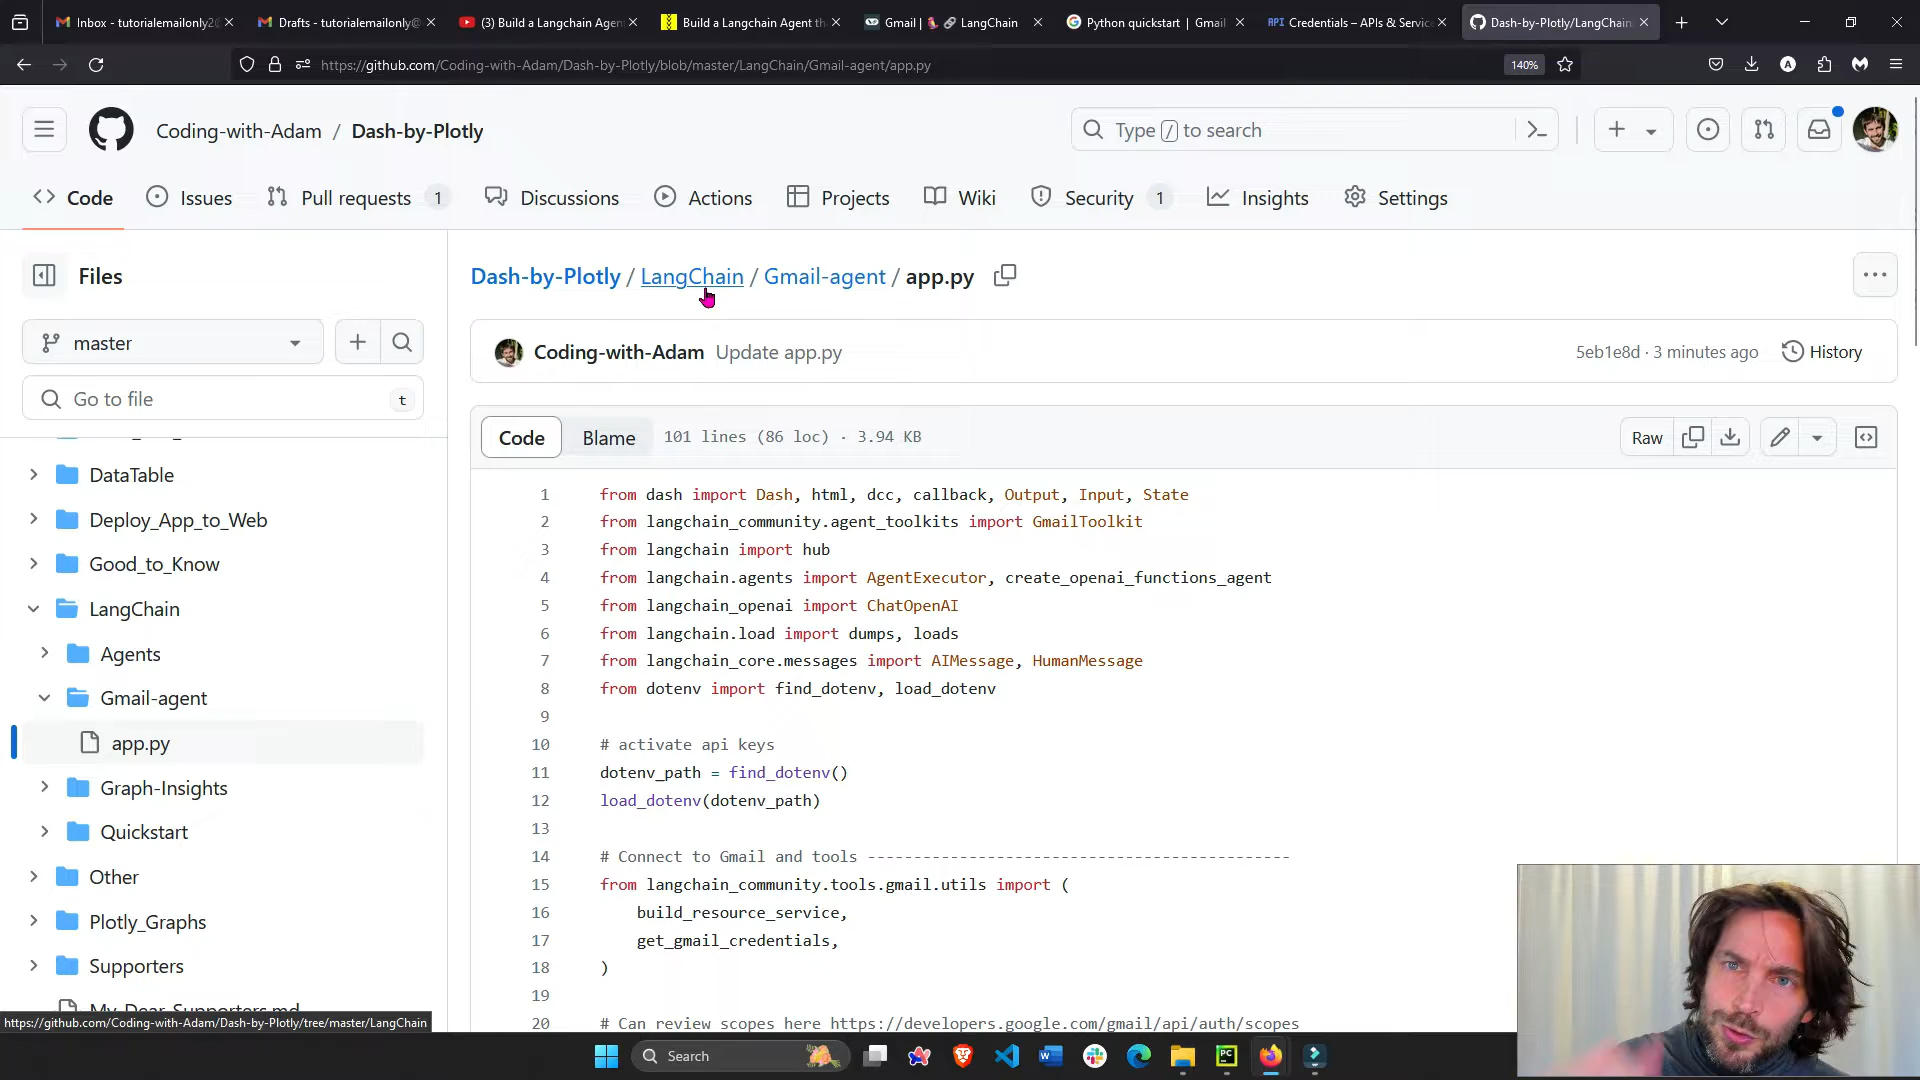 Inbox - tutorialemailonly2@
Drafts - tutorialemailonly@
(3) Build a Langchain Agen
Build a Langchain Agent th
Gmail | 🦜🔗 LangChain
Python quickstart | Gmail
API Credentials – APIs & Servic
Dash-by-Plotly/LangChain
https://github.com/Coding-with-Adam/Dash-by-Plotly/blob/master/LangChain/Gmail-agent/app.py
140%
A
Coding-with-Adam / Dash-by-Plotly
Type / to search
Code
Issues
Pull requests 1
Discussions
Actions
Projects
Wiki
Security 1
Insights
Settings
Files
master
Go to file
t
DataTable
Deploy_App_to_Web
Good_to_Know
LangChain
Agents
Gmail-agent
app.py
Graph-Insights
Quickstart
Other
Plotly_Graphs
Supporters
My-Dear-Supporters.md
https://github.com/Coding-with-Adam/Dash-by-Plotly/tree/master/LangChain
Dash-by-Plotly / LangChain / Gmail-agent / app.py
Coding-with-Adam Update app.py
5eb1e8d · 3 minutes ago
History
Code
Blame
101 lines (86 loc) · 3.94 KB
Raw
1 from dash import Dash, html, dcc, callback, Output, Input, State
2 from langchain_community.agent_toolkits import GmailToolkit
3 from langchain import hub
4 from langchain.agents import AgentExecutor, create_openai_functions_agent
5 from langchain_openai import ChatOpenAI
6 from langchain.load import dumps, loads
7 from langchain_core.messages import AIMessage, HumanMessage
8 from dotenv import find_dotenv, load_dotenv
9
10 # activate api keys
11 dotenv_path = find_dotenv()
12 load_dotenv(dotenv_path)
13
14 # Connect to Gmail and tools ----------------------------------------------
15 from langchain_community.tools.gmail.utils import (
16     build_resource_service,
17     get_gmail_credentials,
18 )
19
20 # Can review scopes here https://developers.google.com/gmail/api/auth/scopes
Search